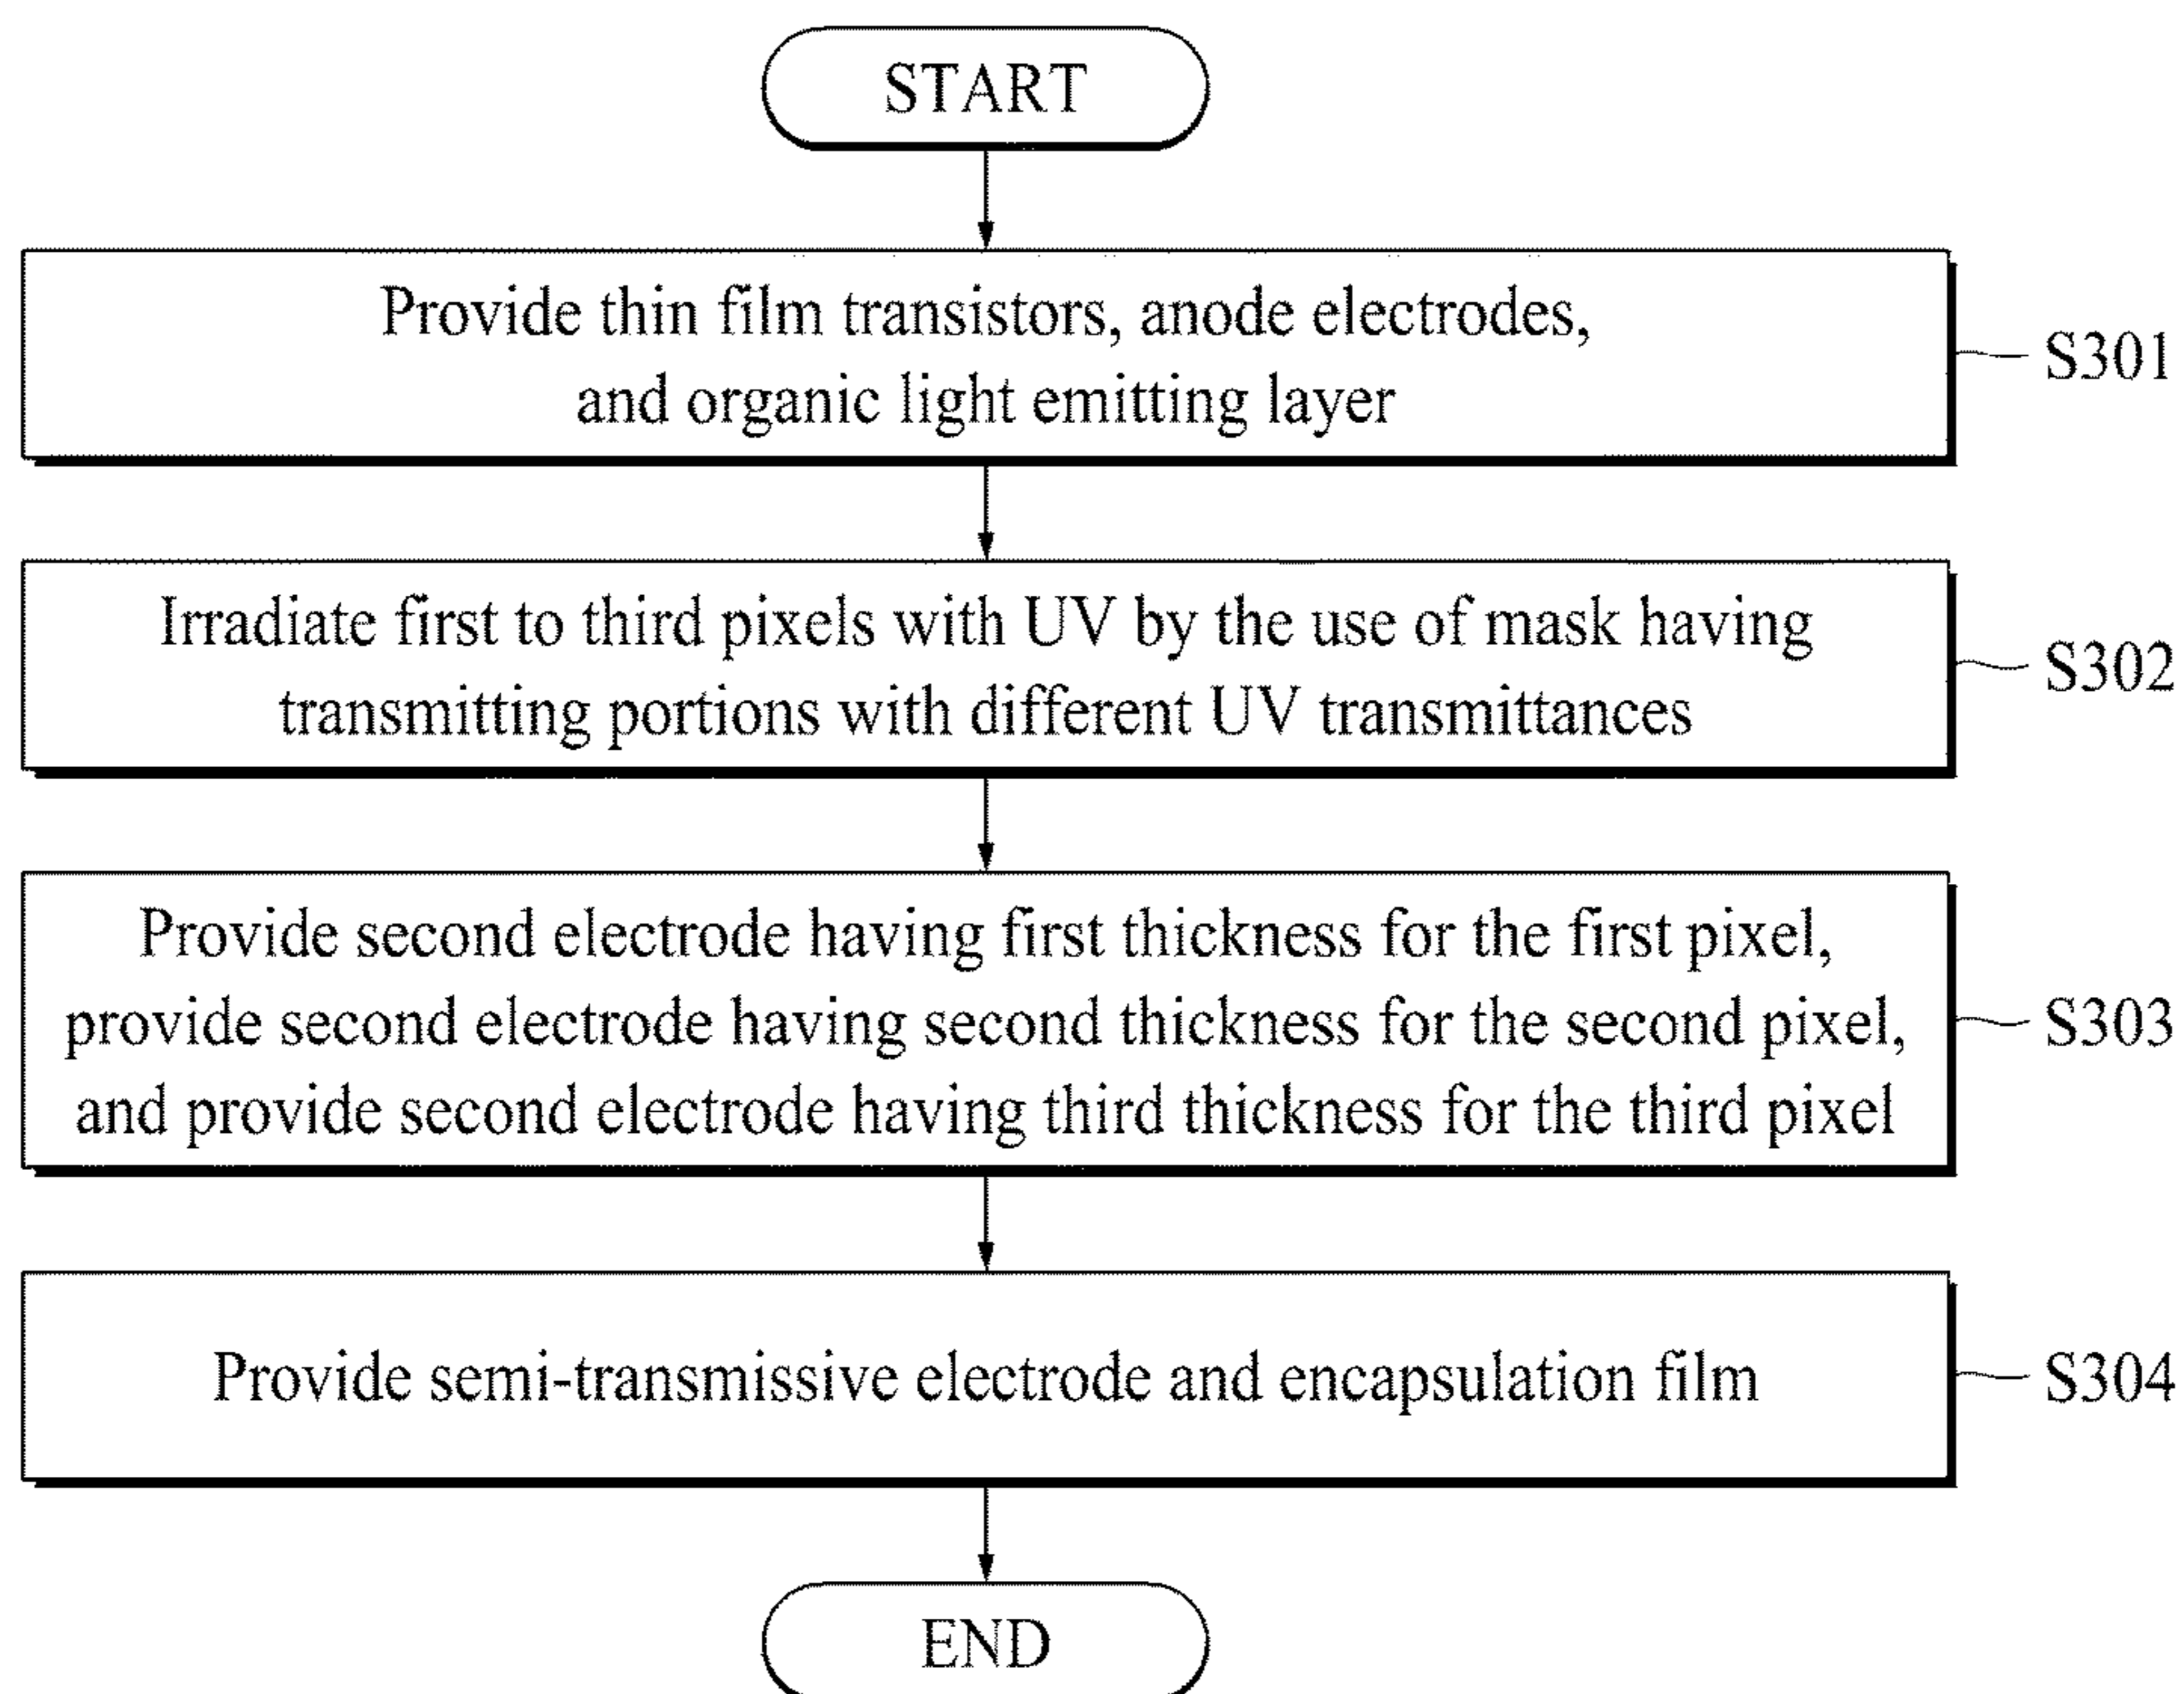 START
Provide thin film transistors, anode electrodes,
and organic light emitting layer
S301
Irradiate first to third pixels with UV by the use of mask having
transmitting portions with different UV transmittances
S302
Provide second electrode having first thickness for the first pixel,
provide second electrode having second thickness for the second pixel,
and provide second electrode having third thickness for the third pixel
S303
Provide semi-transmissive electrode and encapsulation film
S304
END